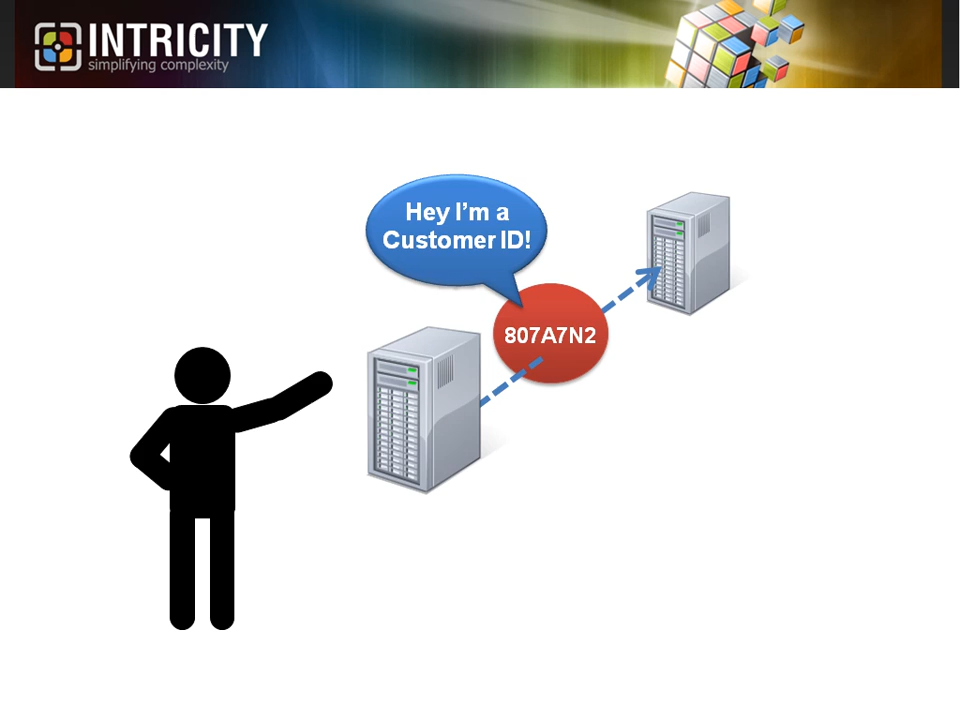 INTRICITY
simplifying complexity
Hey I'm a
Customer ID!
807A7N2